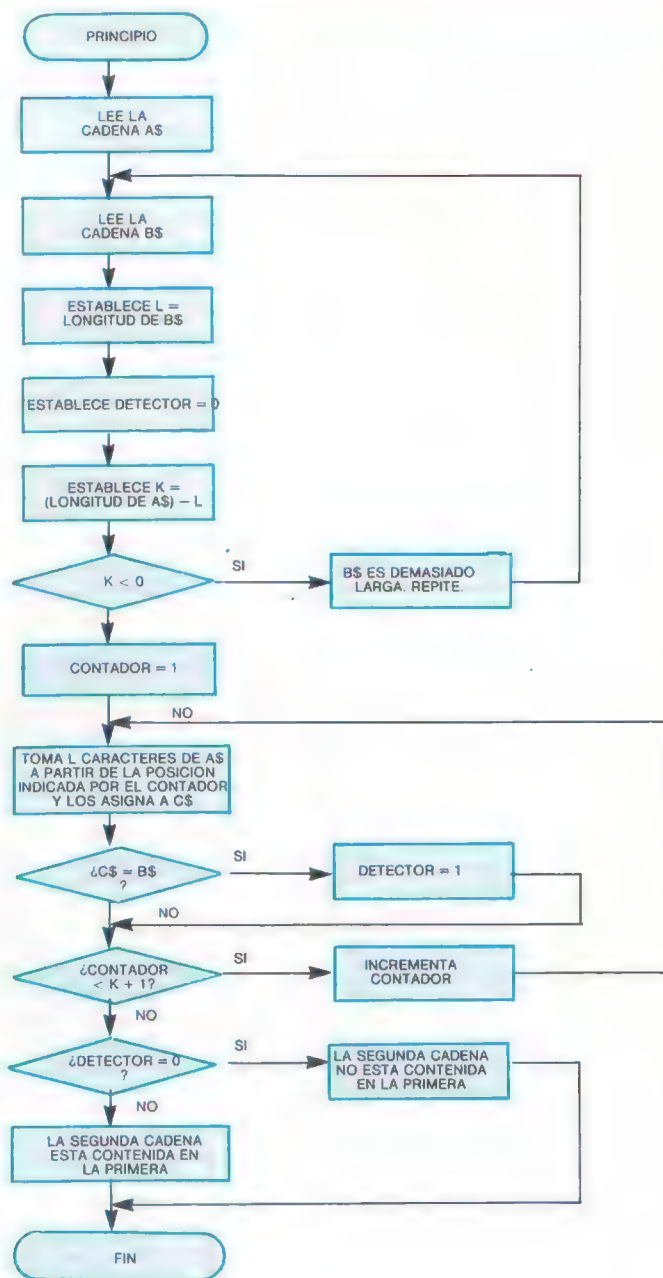 PRINCIPIO
LEE LA
CADENA A$
LEE LA
CADENA B$
ESTABLECE L =
LONGITUD DE B$
ESTABLECE DETECTOR = 0
ESTABLECE K =
(LONGITUD DE A$) – L
K < 0
SI
B$ ES DEMASIADO
LARGA. REPITE.
CONTADOR = 1
NO
TOMA L CARACTERES DE A$
A PARTIR DE LA POSICION
INDICADA POR EL CONTADOR
Y LOS ASIGNA A C$
¿C$ = B$
?
SI
DETECTOR = 1
NO
¿CONTADOR
< K + 1?
SI
INCREMENTA
CONTADOR
NO
¿DETECTOR = 0
?
SI
LA SEGUNDA CADENA
NO ESTA CONTENIDA
EN LA PRIMERA
NO
LA SEGUNDA CADENA
ESTA CONTENIDA EN
LA PRIMERA
FIN